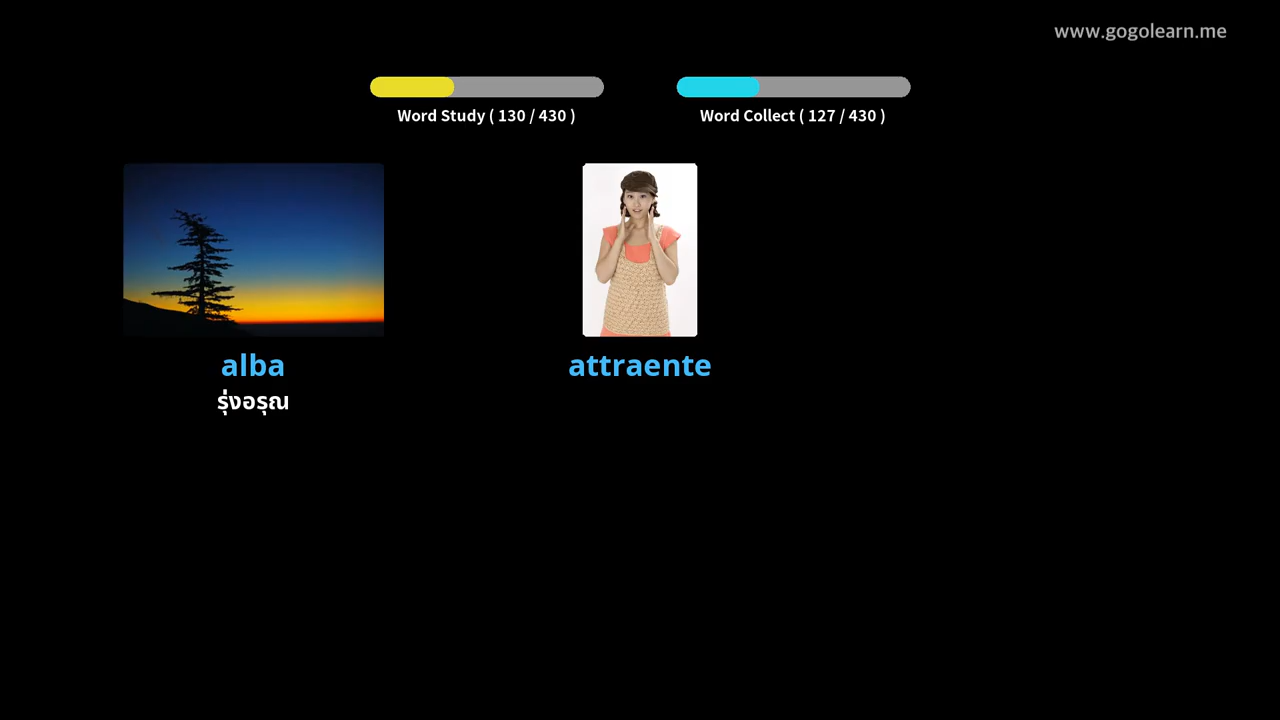 www.gogolearn.me
Word Study ( 130 / 430 )
Word Collect ( 127 / 430 )
alba
attraente
รุ่งอรุณ